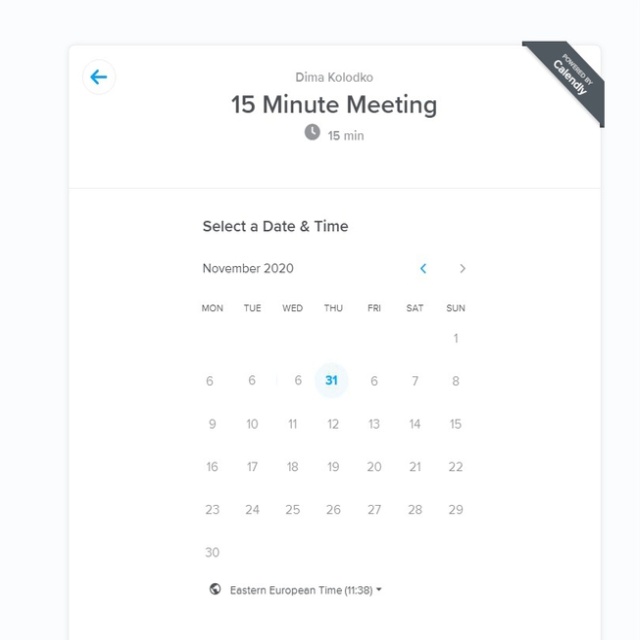 POWERED BY
Calendly
Dima Kolodko
15 Minute Meeting
15 min
Select a Date & Time
November 2020
MON TUE WED THU FRI SAT SUN
1
6 6 6 31 6 7 8
9 10 11 12 13 14 15
16 17 18 19 20 21 22
23 24 25 26 27 28 29
30
Eastern European Time (11:38)